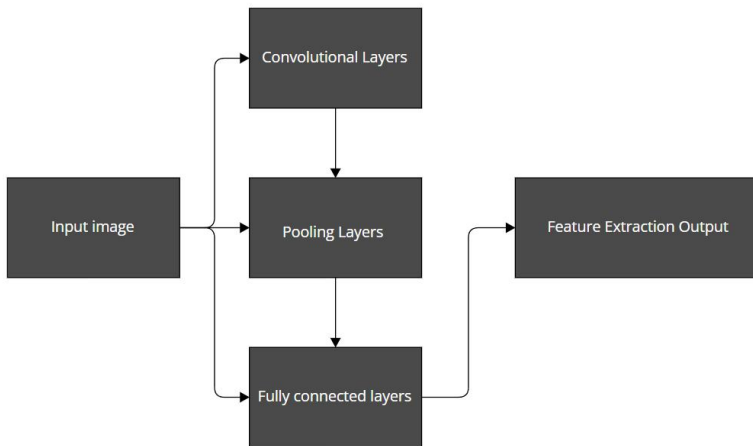 Convolutional Layers
Input image
Pooling Layers
Feature Extraction Output
Fully connected layers